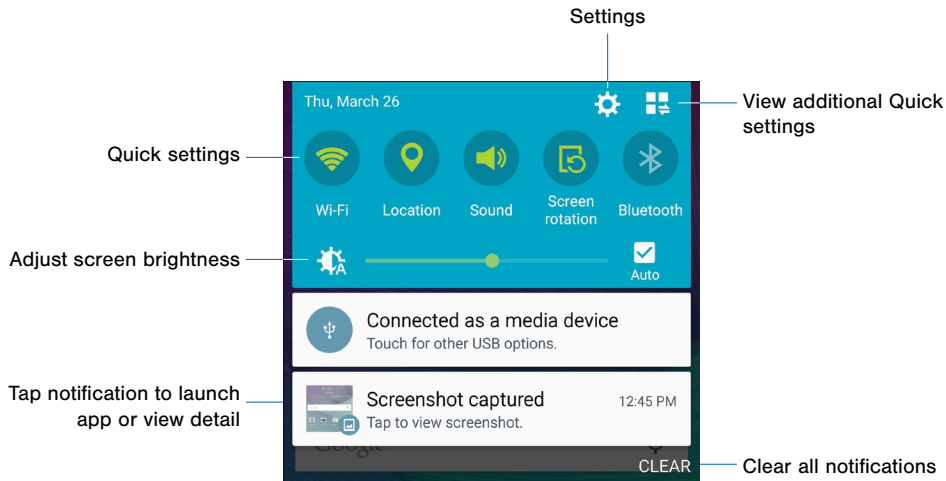 Settings
Thu, March 26
View additional Quick
settings
Quick settings
Wi-Fi
Location
Sound
Screen
rotation
Bluetooth
Adjust screen brightness
A
Auto
Connected as a media device
Touch for other USB options.
Tap notification to launch
app or view detail
Screenshot captured
12:45 PM
Tap to view screenshot.
Google
CLEAR
Clear all notifications